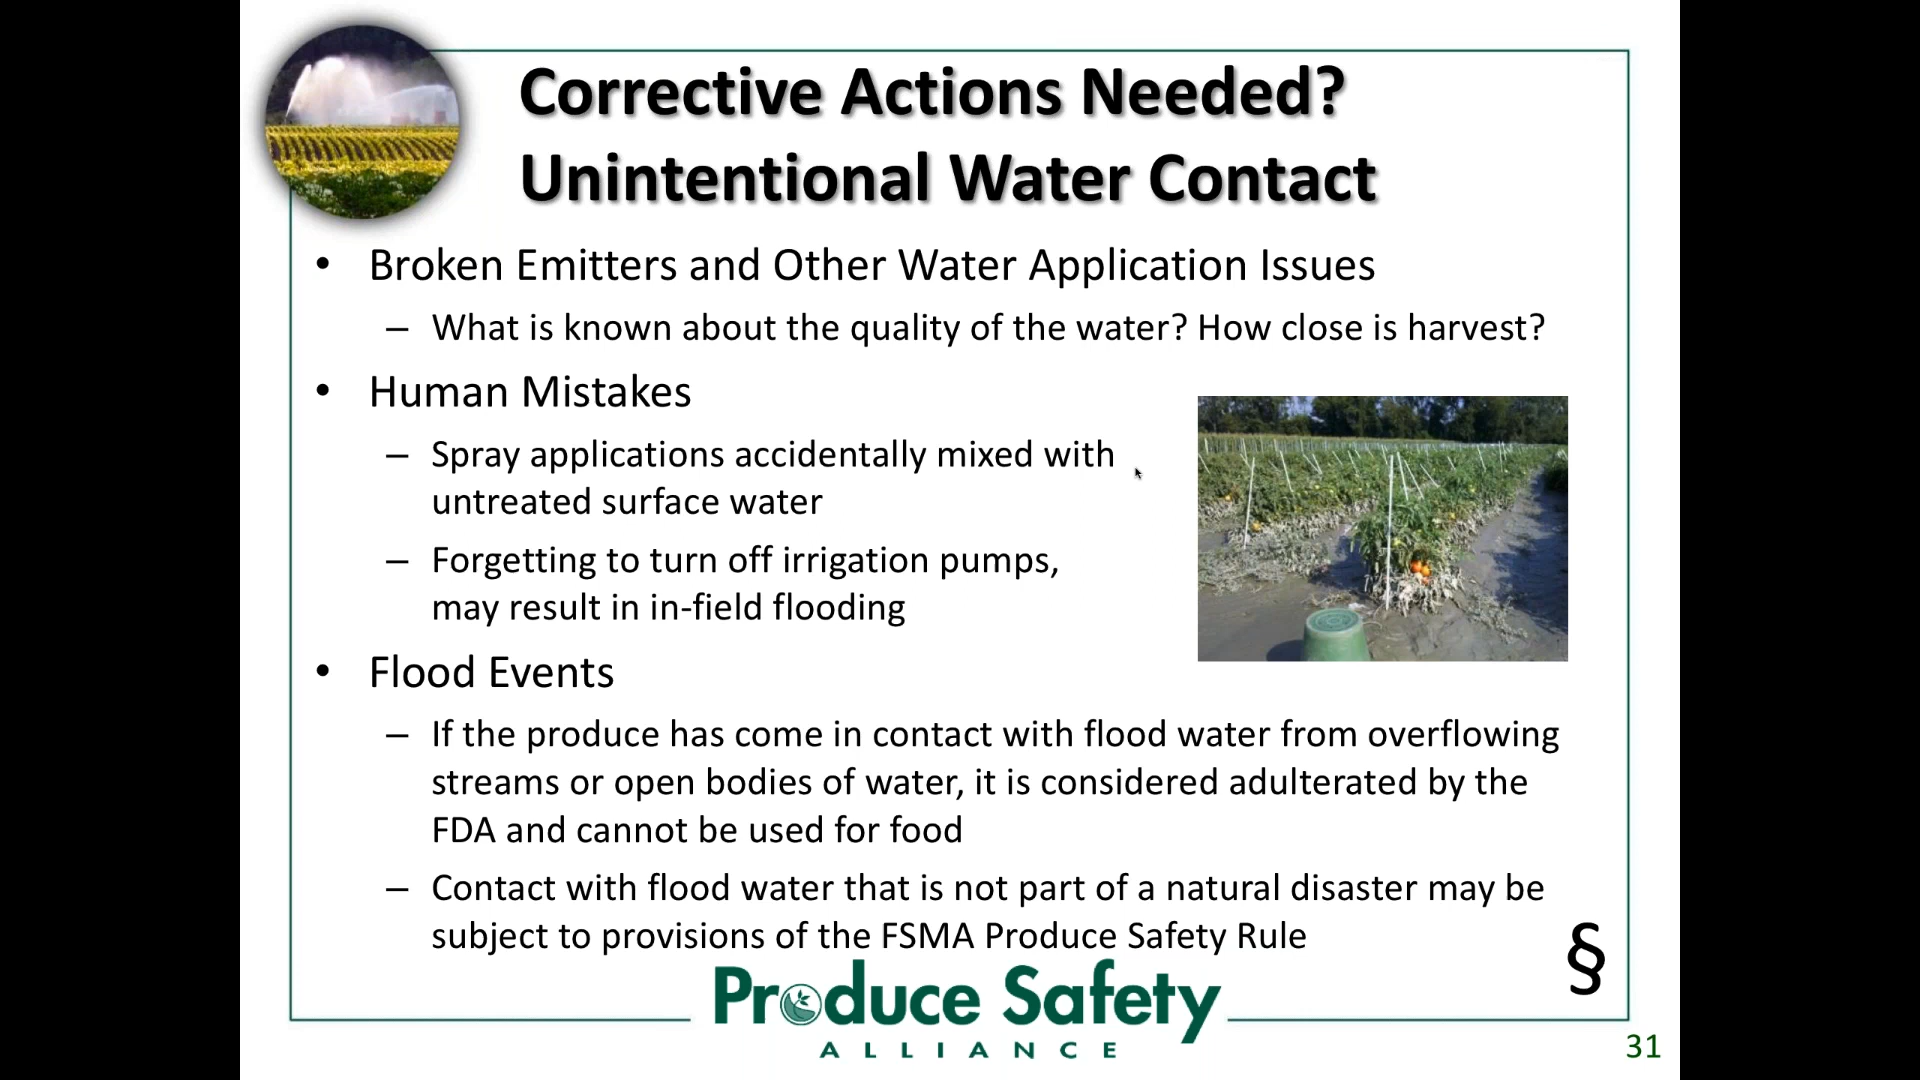 Corrective Actions Needed?
Unintentional Water Contact
• Broken Emitters and Other Water Application Issues
– What is known about the quality of the water? How close is harvest?
• Human Mistakes
– Spray applications accidentally mixed with
untreated surface water
– Forgetting to turn off irrigation pumps,
may result in in-field flooding
• Flood Events
– If the produce has come in contact with flood water from overflowing
streams or open bodies of water, it is considered adulterated by the
FDA and cannot be used for food
– Contact with flood water that is not part of a natural disaster may be
subject to provisions of the FSMA Produce Safety Rule
§
Produce Safety
ALLIANCE
31